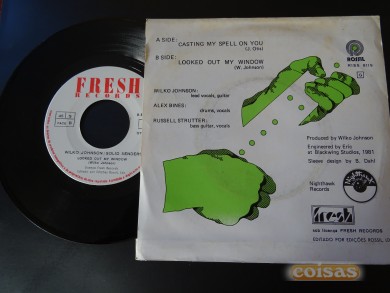 FRESH
RECORDS
WILKO JOHNSON
LOOKED OUT MY WINDOW
A SIDE:
CASTING MY SPELL ON YOU
(J. Otis)
B SIDE:
LOOKED OUT MY WINDOW
(W. Johnson)
WILKO JOHNSON:
lead vocals, guitar
ALEX BINES:
drums, vocals
RUSSELL STRUTTER:
bass guitar, vocals
ROSSIL
Produced by Wilko Johnson
Engineered by Eric
at Blackwing Studios, 1981
Sleeve design by S. Dahl
Nighthawk
Records
fresh
sob licença FRESH RECORDS
EDITADO POR EDIÇÕES ROSSIL
coisas